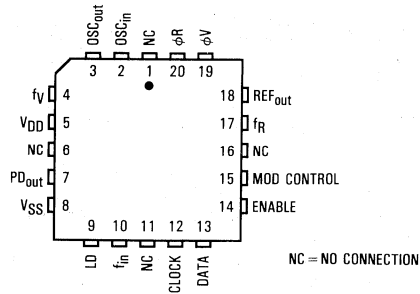 OSCout OSCin NC ϕR ϕV
3 2 1 20 19
fV 4 18 REFout
VDD 5 17 fR
NC 6 16 NC
PDout 7 15 MOD CONTROL
VSS 8 14 ENABLE
9 10 11 12 13
LD fin NC CLOCK DATA
NC = NO CONNECTION